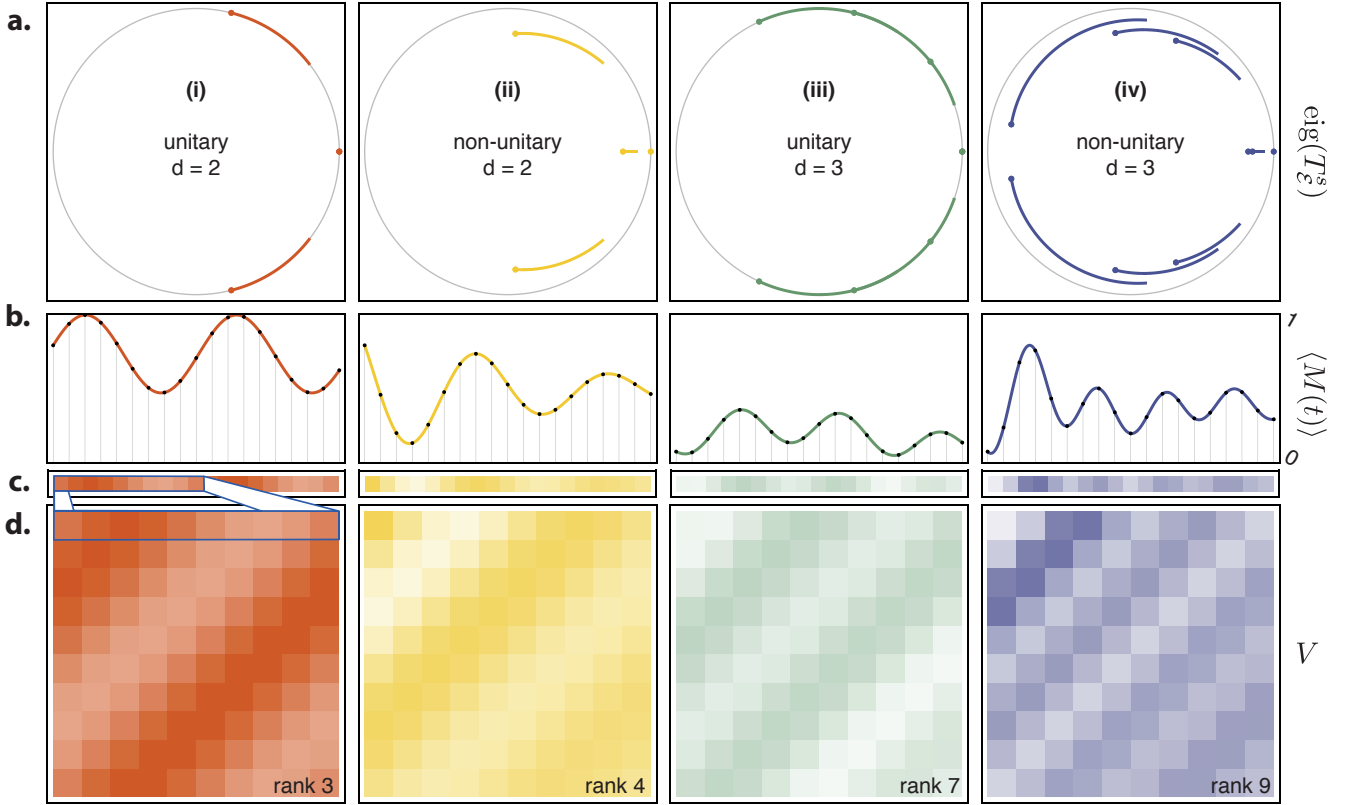 a.
(i)
unitary
d = 2
(ii)
non-unitary
d = 2
(iii)
unitary
d = 3
(iv)
non-unitary
d = 3
eig(T_ℰ^s)
b.
1
⟨M(t)⟩
0
c.
d.
rank 3
rank 4
rank 7
rank 9
V